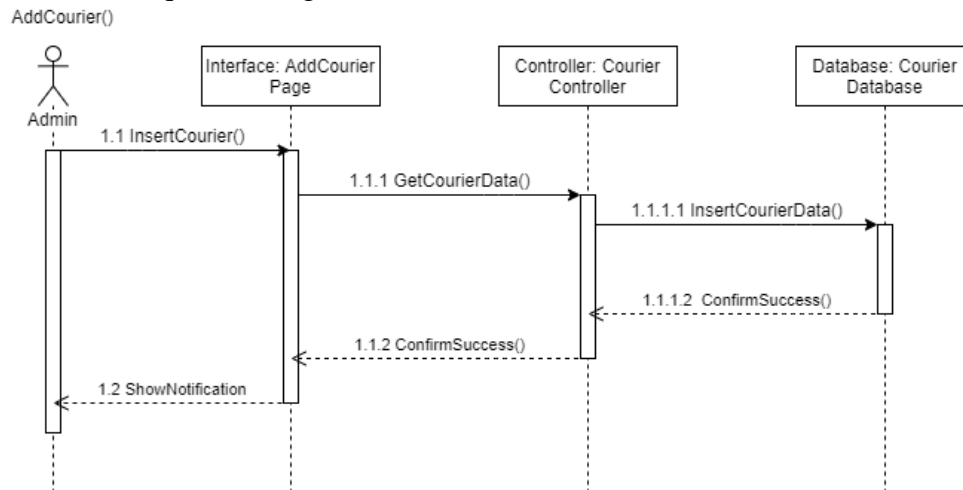 AddCourier()
Interface: AddCourier
Page
Controller: Courier
Controller
Database: Courier
Database
Admin
1.1 InsertCourier()
1.1.1 GetCourierData()
1.1.1.1 InsertCourierData()
1.1.1.2 ConfirmSuccess()
1.1.2 ConfirmSuccess()
1.2 ShowNotification